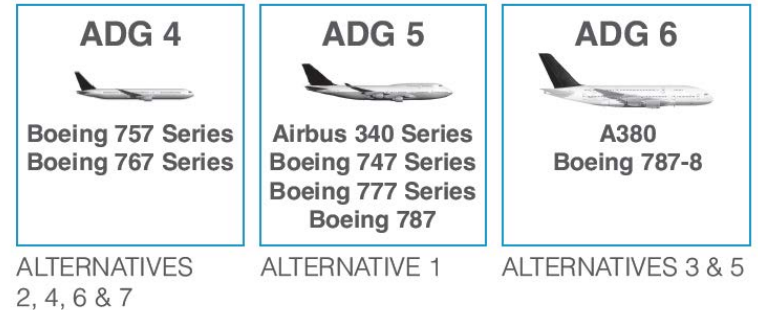 ADG 4
Boeing 757 Series
Boeing 767 Series
ALTERNATIVES
2, 4, 6 & 7
ADG 5
Airbus 340 Series
Boeing 747 Series
Boeing 777 Series
Boeing 787
ALTERNATIVE 1
ADG 6
A380
Boeing 787-8
ALTERNATIVES 3 & 5